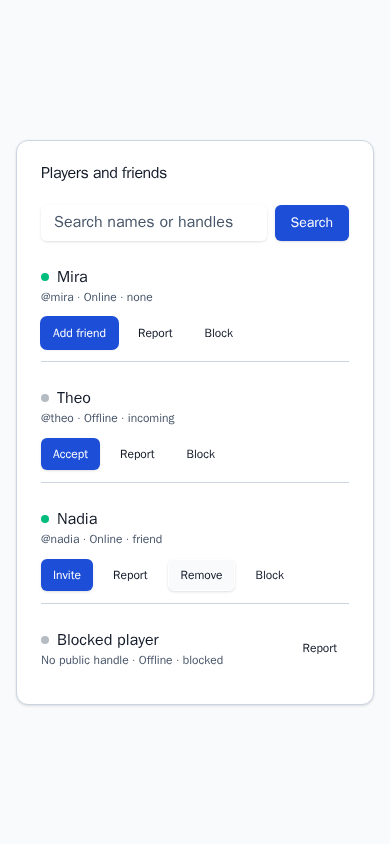 Players and friends
Search names or handles
Search
Mira
@mira · Online · none
Add friend Report Block
Theo
@theo · Offline · incoming
Accept Report Block
Nadia
@nadia · Online · friend
Invite Report Remove Block
Blocked player
No public handle · Offline · blocked
Report